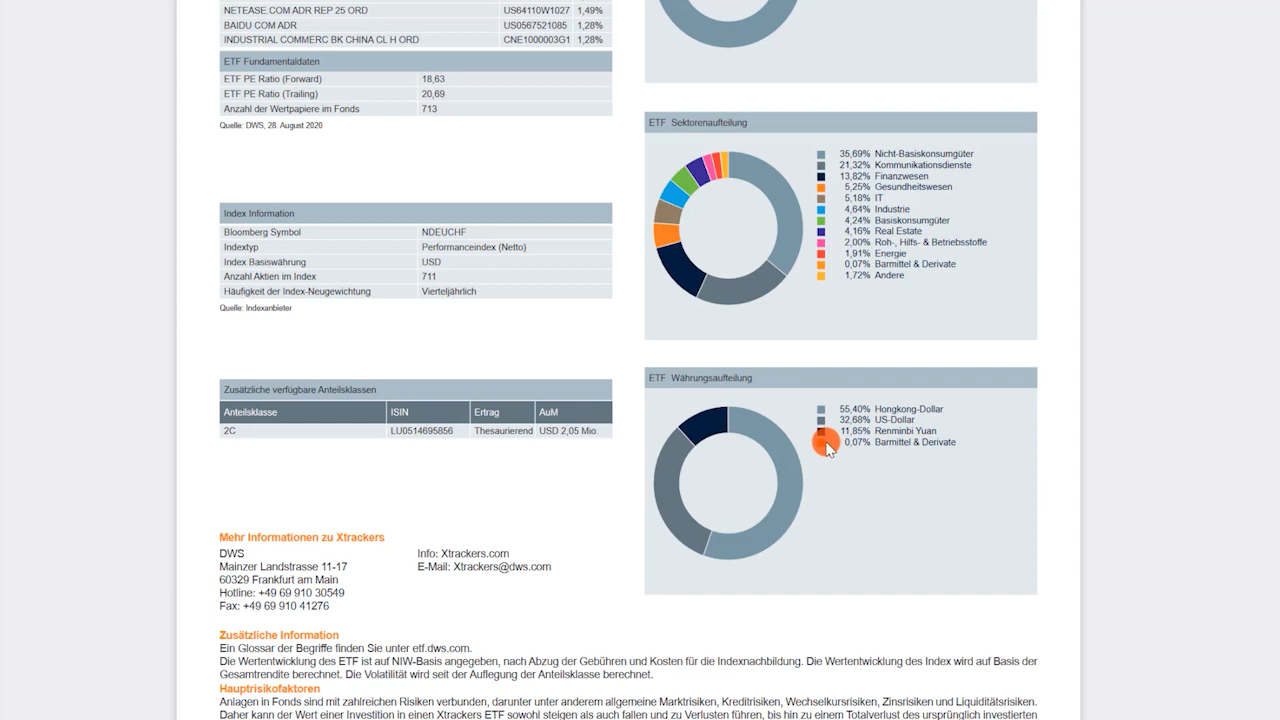 NETEASE.COM ADR REP 25 ORD US64110W1027 1,49%
BAIDU COM ADR US0567521085 1,28%
INDUSTRIAL COMMERC BK CHINA CL H ORD CNE1000003G1 1,28%
ETF Fundamentaldaten
ETF PE Ratio (Forward) 18,63
ETF PE Ratio (Trailing) 20,69
Anzahl der Wertpapiere im Fonds 713
Quelle: DWS, 28. August 2020
Index Information
Bloomberg Symbol NDEUCHF
Indextyp Performanceindex (Netto)
Index Basiswährung USD
Anzahl Aktien im Index 711
Häufigkeit der Index-Neugewichtung Vierteljährlich
Quelle: Indexanbieter
Zusätzliche verfügbare Anteilsklassen
Anteilsklasse ISIN Ertrag AuM
2C LU0514695856 Thesaurierend USD 2,05 Mio.
ETF Sektorenaufteilung
35,69% Nicht-Basiskonsumgüter
21,32% Kommunikationsdienste
13,82% Finanzwesen
5,25% Gesundheitswesen
5,18% IT
4,64% Industrie
4,24% Basiskonsumgüter
4,16% Real Estate
2,00% Roh-, Hilfs- & Betriebsstoffe
1,91% Energie
0,07% Barmittel & Derivate
1,72% Andere
ETF Währungsaufteilung
55,40% Hongkong-Dollar
32,68% US-Dollar
11,85% Renminbi Yuan
0,07% Barmittel & Derivate
Mehr Informationen zu Xtrackers
DWS
Mainzer Landstrasse 11-17
60329 Frankfurt am Main
Hotline: +49 69 910 30549
Fax: +49 69 910 41276
Info: Xtrackers.com
E-Mail: Xtrackers@dws.com
Zusätzliche Information
Ein Glossar der Begriffe finden Sie unter etf.dws.com.
Die Wertentwicklung des ETF ist auf NIW-Basis angegeben, nach Abzug der Gebühren und Kosten für die Indexnachbildung. Die Wertentwicklung des Index wird auf Basis der
Gesamtrendite berechnet. Die Volatilität wird seit der Auflegung der Anteilsklasse berechnet.
Hauptrisikofaktoren
Anlagen in Fonds sind mit zahlreichen Risiken verbunden, darunter unter anderem allgemeine Marktrisiken, Kreditrisiken, Wechselkursrisiken, Zinsrisiken und Liquiditätsrisiken.
Daher kann der Wert einer Investition in einen Xtrackers ETF sowohl steigen als auch fallen und zu Verlusten führen, bis hin zu einem Totalverlust des ursprünglich investierten